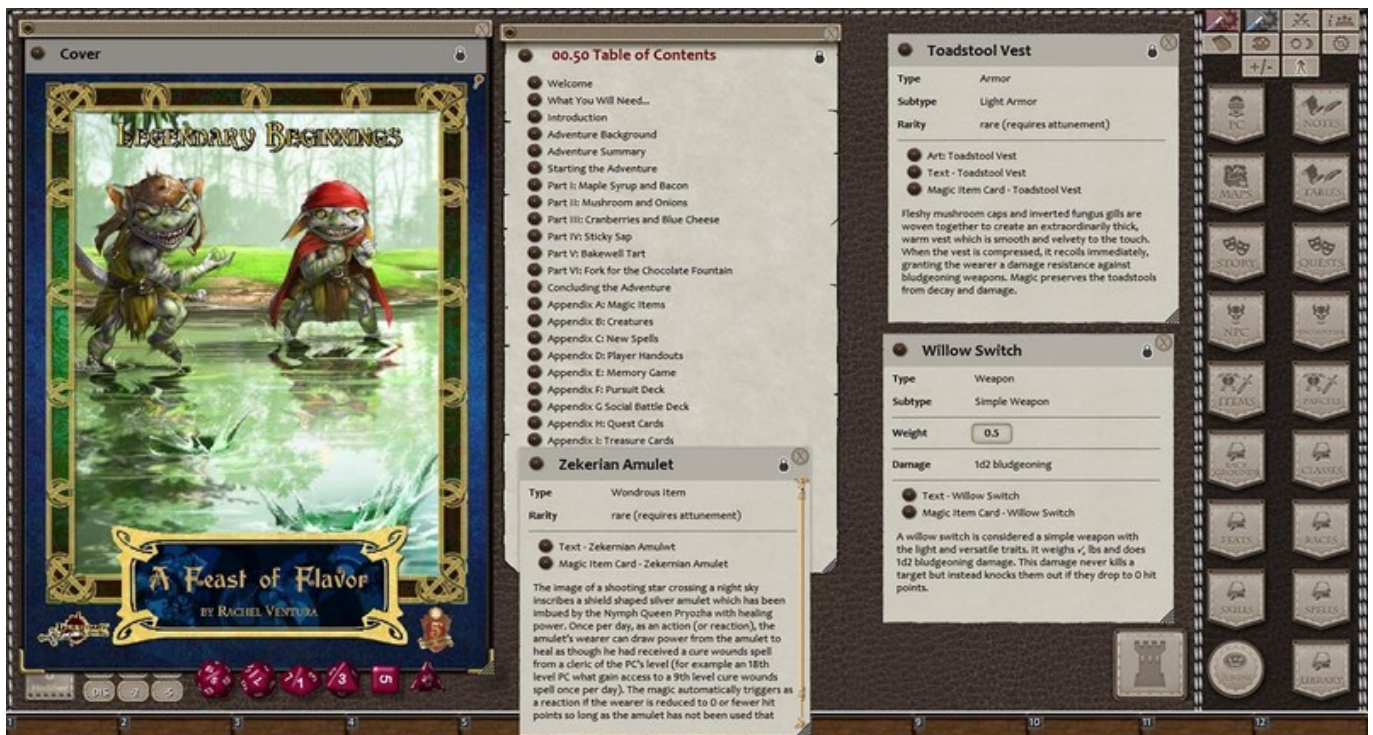 Cover
LEGENDARY BEGINNINGS
A Feast of Flavor
BY RACHEL VENTURA
5
00.50 Table of Contents
Welcome
What You Will Need...
Introduction
Adventure Background
Adventure Summary
Starting the Adventure
Part I: Maple Syrup and Bacon
Part II: Mushroom and Onions
Part III: Cranberries and Blue Cheese
Part IV: Sticky Sap
Part V: Bakewell Tart
Part VI: Fork for the Chocolate Fountain
Concluding the Adventure
Appendix A: Magic Items
Appendix B: Creatures
Appendix C: New Spells
Appendix D: Player Handouts
Appendix E: Memory Game
Appendix F: Pursuit Deck
Appendix G Social Battle Deck
Appendix H: Quest Cards
Appendix I: Treasure Cards
Zekerian Amulet
Type Wondrous Item
Rarity rare (requires attunement)
Text - Zekernian Amulwt
Magic Item Card - Zekernian Amulet
The image of a shooting star crossing a night sky
inscribes a shield shaped silver amulet which has been
imbued by the Nymph Queen Pryozha with healing
power. Once per day, as an action (or reaction), the
amulet's wearer can draw power from the amulet to
heal as though he had received a cure wounds spell
from a cleric of the PC's level (for example an 18th
level PC what gain access to a 9th level cure wounds
spell once per day). The magic automatically triggers as
a reaction if the wearer is reduced to 0 or fewer hit
points so long as the amulet has not been used that
Toadstool Vest
Type Armor
Subtype Light Armor
Rarity rare (requires attunement)
Art: Toadstool Vest
Text - Toadstool Vest
Magic Item Card - Toadstool Vest
Fleshy mushroom caps and inverted fungus gills are
woven together to create an extraordinarily thick,
warm vest which is smooth and velvety to the touch.
When the vest is compressed, it recoils immediately,
granting the wearer a damage resistance against
bludgeoning weapons. Magic preserves the toadstools
from decay and damage.
Willow Switch
Type Weapon
Subtype Simple Weapon
Weight 0.5
Damage 1d2 bludgeoning
Text - Willow Switch
Magic Item Card - Willow Switch
A willow switch is considered a simple weapon with
the light and versatile traits. It weighs lbs and does
1d2 bludgeoning damage. This damage never kills a
target but instead knocks them out if they drop to 0 hit
points.
+/-
PC
NOTES
MAPS
TABLES
STORY
QUESTS
NPC
ITEMS
PARCELS
CLASSES
FEATS
RACES
SKILLS
SPELLS
LIBRARY
Modifier
DIS
-2
-5
1 2 3 4 5 9 10 11 12